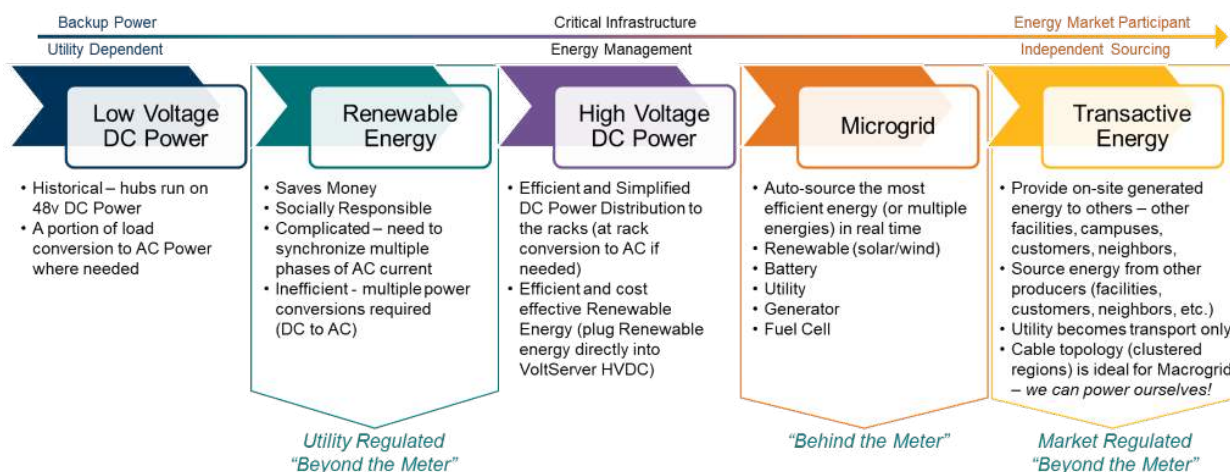 Backup Power
Critical Infrastructure
Energy Market Participant
Utility Dependent
Energy Management
Independent Sourcing
Low Voltage
DC Power
• Historical – hubs run on
48v DC Power
• A portion of load
conversion to AC Power
where needed
Renewable
Energy
• Saves Money
• Socially Responsible
• Complicated – need to
synchronize multiple
phases of AC current
• Inefficient - multiple power
conversions required
(DC to AC)
Utility Regulated
“Beyond the Meter”
High Voltage
DC Power
• Efficient and Simplified
DC Power Distribution to
the racks (at rack
conversion to AC if
needed)
• Efficient and cost
effective Renewable
Energy (plug Renewable
energy directly into
VoltServer HVDC)
Microgrid
• Auto-source the most
efficient energy (or multiple
energies) in real time
• Renewable (solar/wind)
• Battery
• Utility
• Generator
• Fuel Cell
“Behind the Meter”
Transactive
Energy
• Provide on-site generated
energy to others – other
facilities, campuses,
customers, neighbors,
• Source energy from other
producers (facilities,
customers, neighbors, etc.)
• Utility becomes transport only
• Cable topology (clustered
regions) is ideal for Macrogrid
– we can power ourselves!
Market Regulated
“Beyond the Meter”